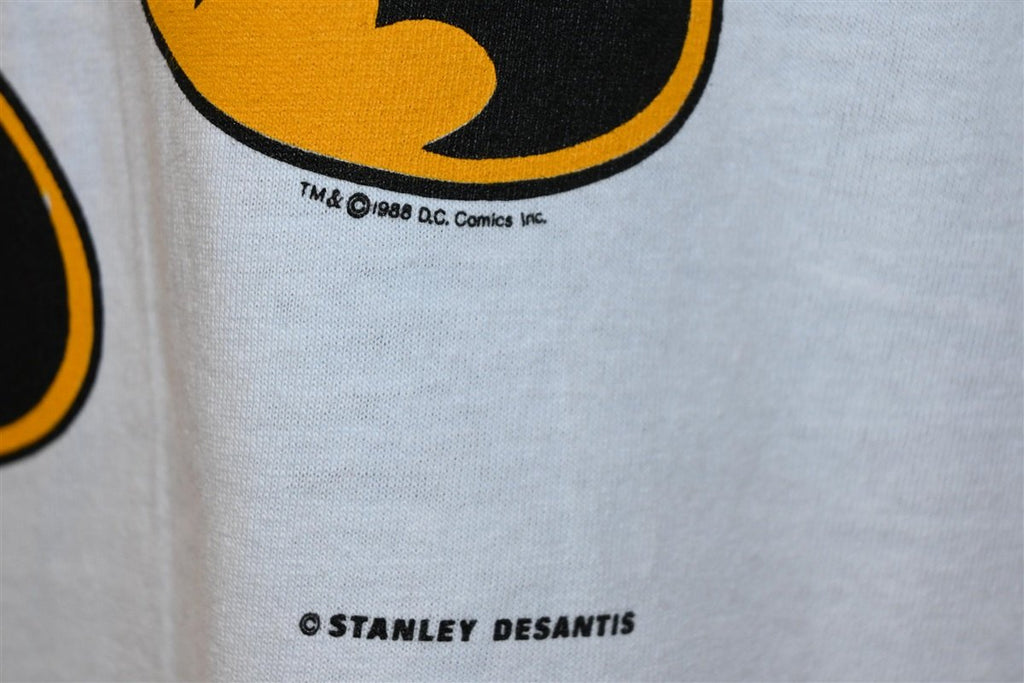 TM & ©1988 D.C. Comics Inc.
© STANLEY DESANTIS